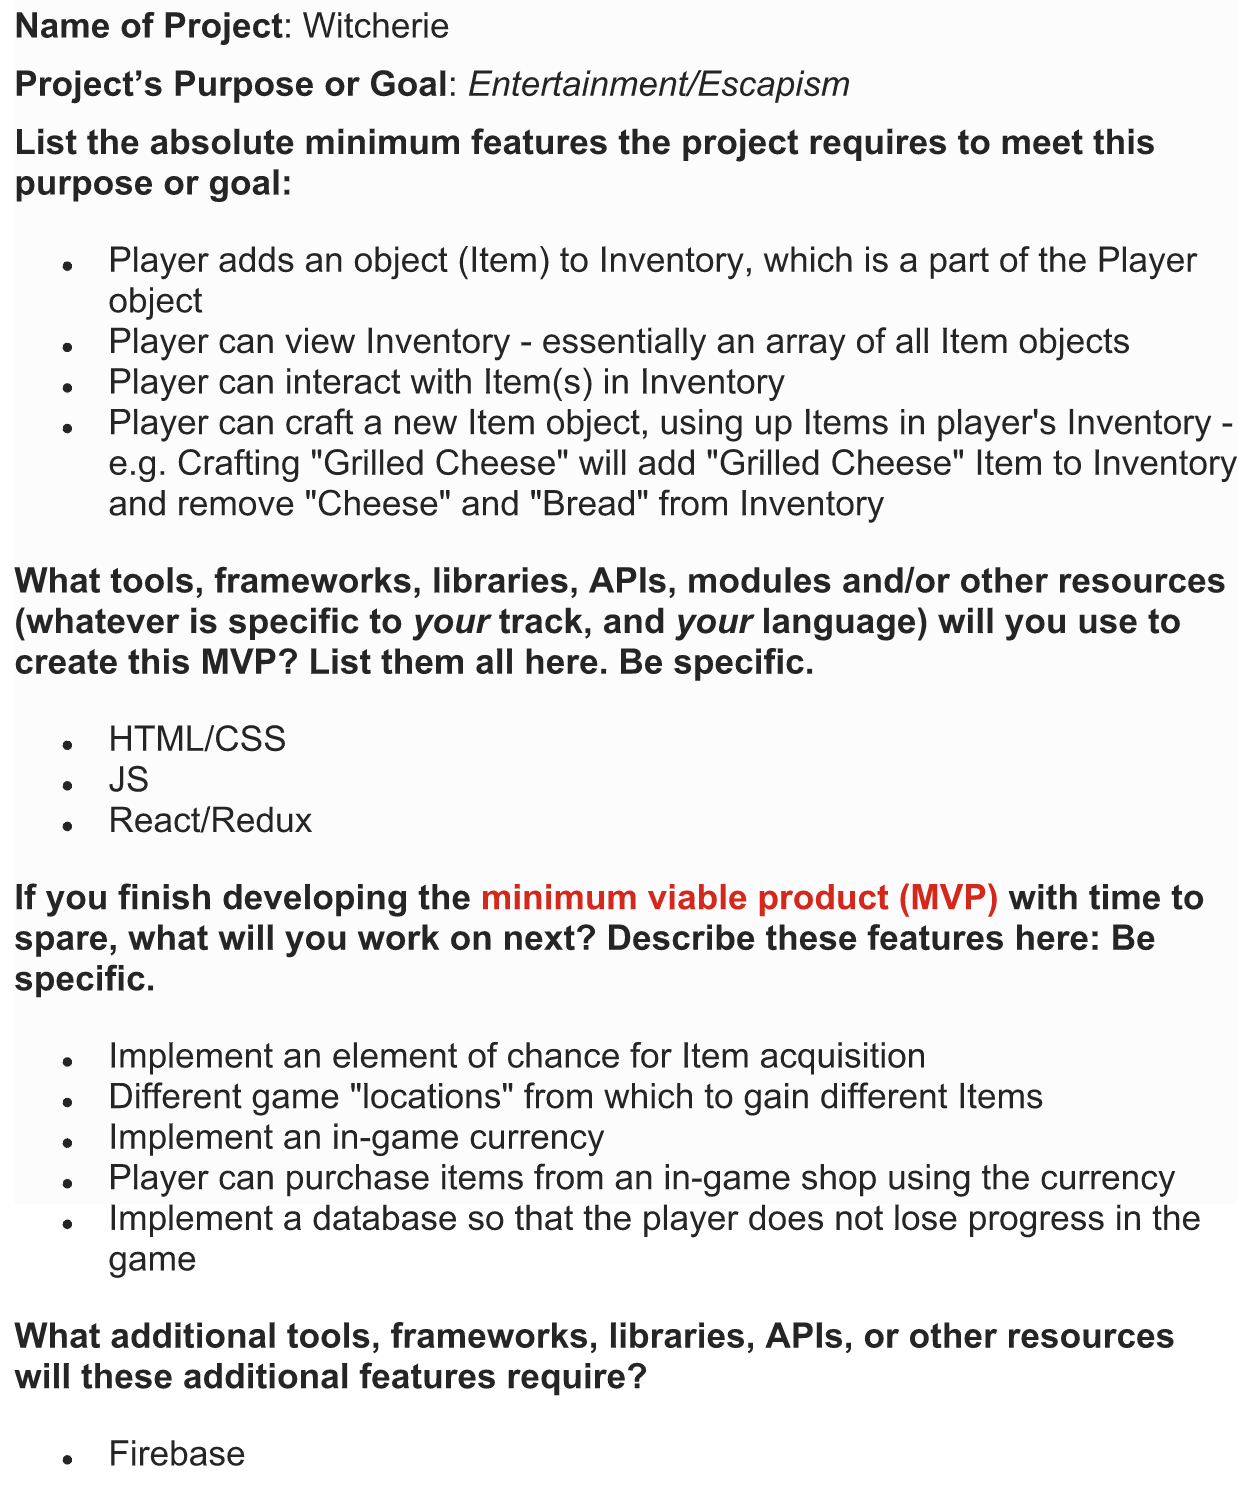 Name of Project: Witcherie
Project’s Purpose or Goal: Entertainment/Escapism
List the absolute minimum features the project requires to meet this
purpose or goal:
• Player adds an object (Item) to Inventory, which is a part of the Player
object
• Player can view Inventory - essentially an array of all Item objects
• Player can interact with Item(s) in Inventory
• Player can craft a new Item object, using up Items in player's Inventory -
e.g. Crafting "Grilled Cheese" will add "Grilled Cheese" Item to Inventory
and remove "Cheese" and "Bread" from Inventory
What tools, frameworks, libraries, APIs, modules and/or other resources
(whatever is specific to your track, and your language) will you use to
create this MVP? List them all here. Be specific.
• HTML/CSS
• JS
• React/Redux
If you finish developing the minimum viable product (MVP) with time to
spare, what will you work on next? Describe these features here: Be
specific.
• Implement an element of chance for Item acquisition
• Different game "locations" from which to gain different Items
• Implement an in-game currency
• Player can purchase items from an in-game shop using the currency
• Implement a database so that the player does not lose progress in the
game
What additional tools, frameworks, libraries, APIs, or other resources
will these additional features require?
• Firebase